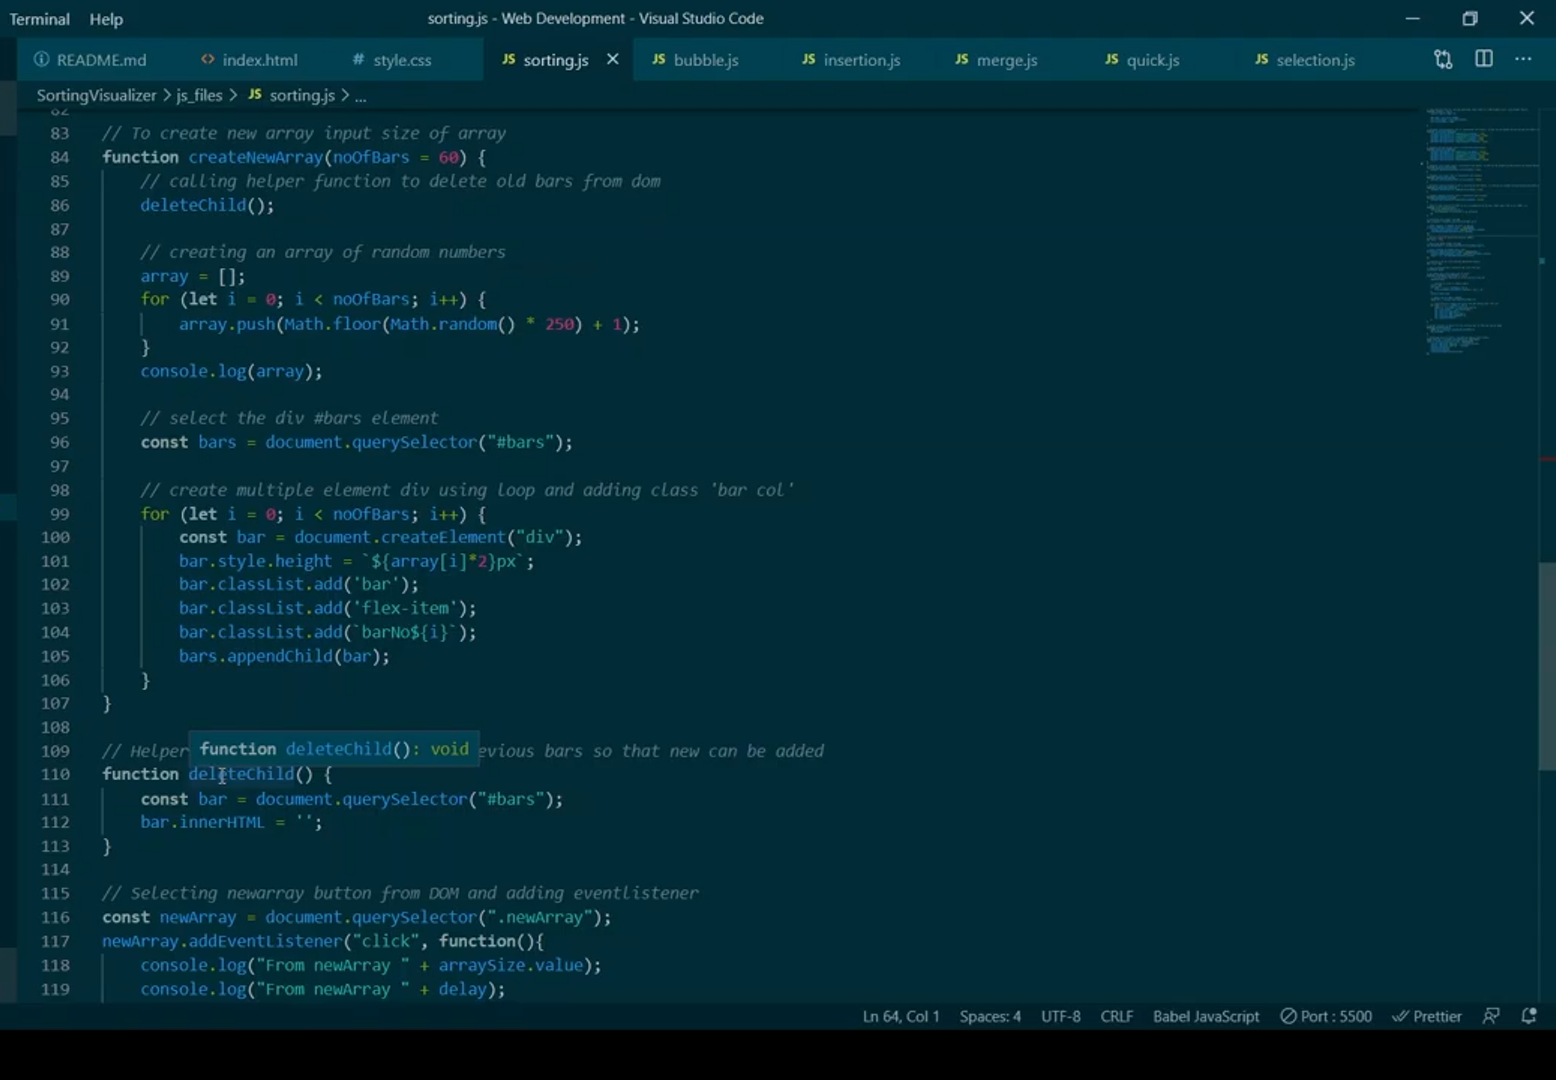 Terminal Help sorting.js - Web Development - Visual Studio Code
README.md index.html style.css sorting.js bubble.js insertion.js merge.js quick.js selection.js
SortingVisualizer > js_files > JS sorting.js > ...
82
83 // To create new array input size of array
84 function createNewArray(noOfBars = 60) {
85 // calling helper function to delete old bars from dom
86 deleteChild();
87
88 // creating an array of random numbers
89 array = [];
90 for (let i = 0; i < noOfBars; i++) {
91 array.push(Math.floor(Math.random() * 250) + 1);
92 }
93 console.log(array);
94
95 // select the div #bars element
96 const bars = document.querySelector("#bars");
97
98 // create multiple element div using loop and adding class 'bar col'
99 for (let i = 0; i < noOfBars; i++) {
100 const bar = document.createElement("div");
101 bar.style.height = `${array[i]*2}px`;
102 bar.classList.add('bar');
103 bar.classList.add('flex-item');
104 bar.classList.add(`barNo${i}`);
105 bars.appendChild(bar);
106 }
107 }
108
function deleteChild(): void
109 // Helper evious bars so that new can be added
110 function deleteChild() {
111 const bar = document.querySelector("#bars");
112 bar.innerHTML = '';
113 }
114
115 // Selecting newarray button from DOM and adding eventlistener
116 const newArray = document.querySelector(".newArray");
117 newArray.addEventListener("click", function(){
118 console.log("From newArray " + arraySize.value);
119 console.log("From newArray " + delay);
Ln 64, Col 1 Spaces: 4 UTF-8 CRLF Babel JavaScript Port : 5500 Prettier